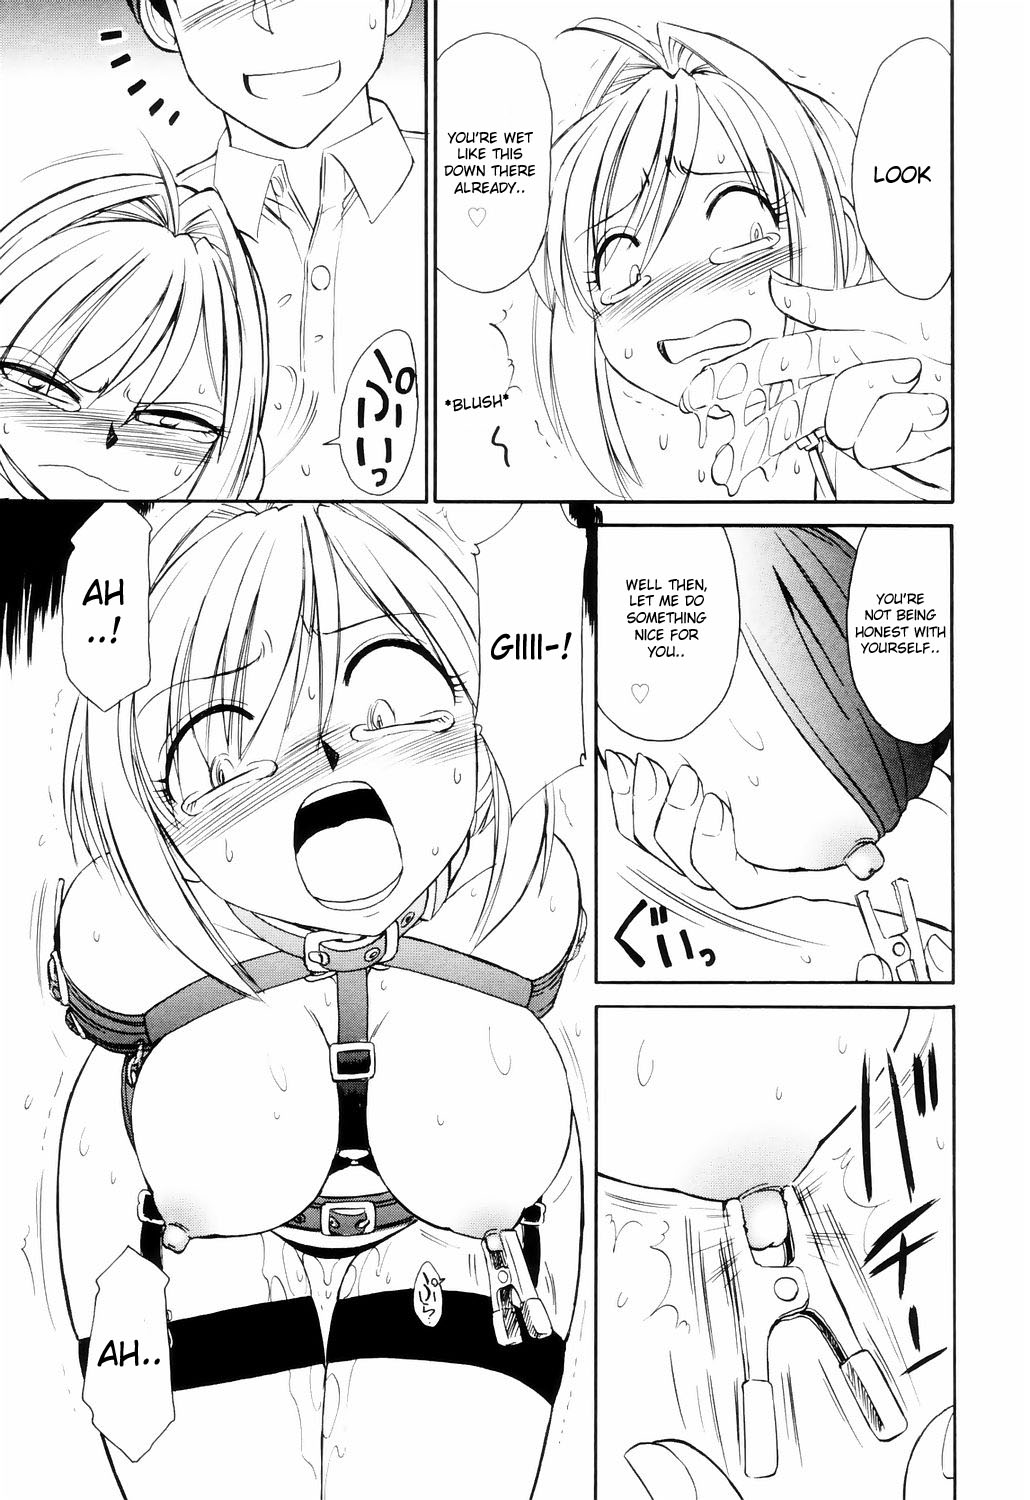 LOOK
YOU'RE WET
LIKE THIS
DOWN THERE
ALREADY..
*BLUSH*
YOU'RE
NOT BEING
HONEST WITH
YOURSELF..
WELL THEN,
LET ME DO
SOMETHING
NICE FOR
YOU..
GIIII-!
AH
..!
AH..